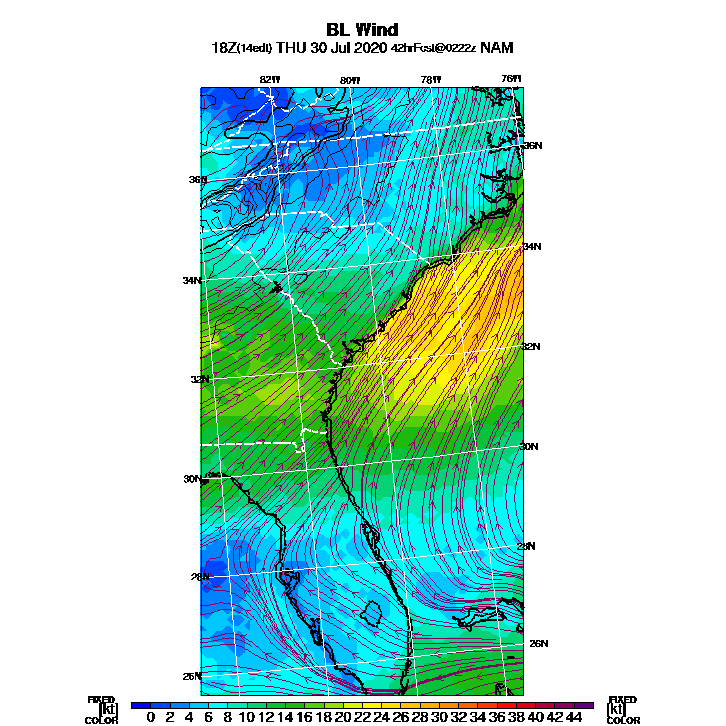 BL Wind
18Z(14edt) THU 30 Jul 2020 42hrFcst@0222z NAM
82W 80W 78W 76W
36N
36N
34N
34N
32N
32N
30N
30N
28N
28N
26N
26N
FIXED FIXED
[kt] 0 2 4 6 8 10 12 14 16 18 20 22 24 26 28 30 32 34 36 38 40 42 44 [kt]
COLOR COLOR